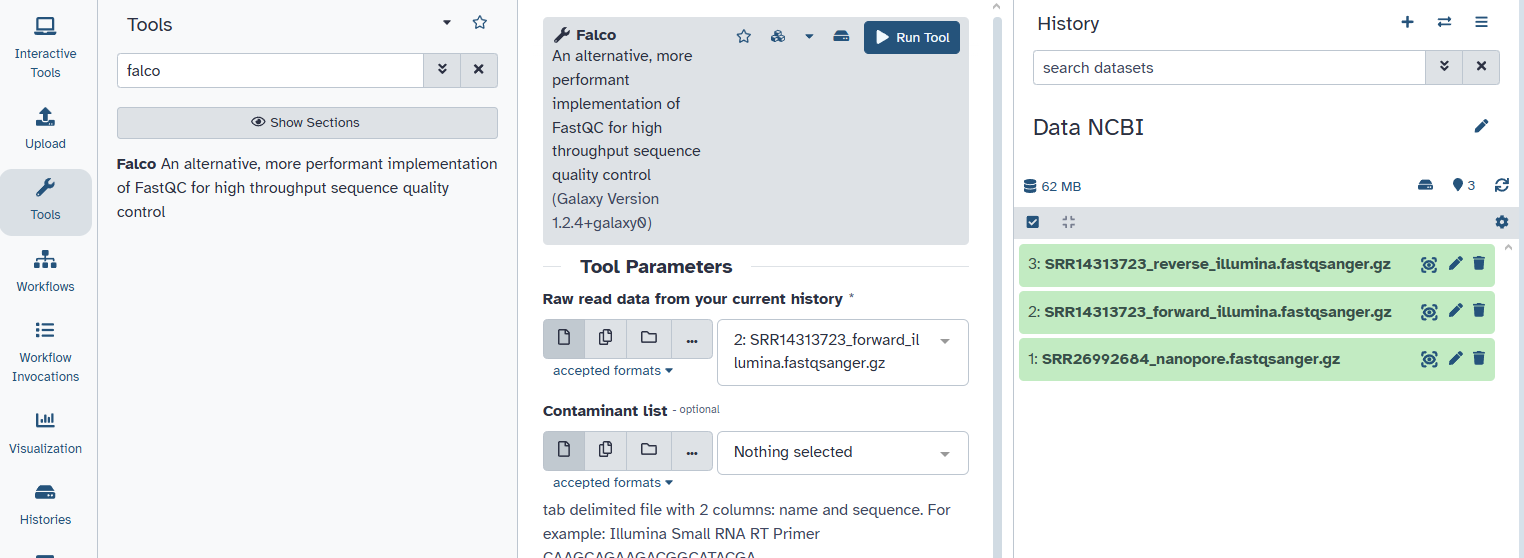 Interactive
Tools
Upload
Tools
Workflows
Workflow
Invocations
Visualization
Histories
Tools
falco
Show Sections
Falco An alternative, more performant implementation
of FastQC for high throughput sequence quality
control
Falco
An alternative, more
performant
implementation of
FastQC for high
throughput sequence
quality control
(Galaxy Version
1.2.4+galaxy0)
Run Tool
Tool Parameters
Raw read data from your current history *
...
2: SRR14313723_forward_il
lumina.fastqsanger.gz
accepted formats
Contaminant list - optional
...
Nothing selected
accepted formats
tab delimited file with 2 columns: name and sequence. For
example: Illumina Small RNA RT Primer
CAAGCAGAAGACGGCATACGA
History
search datasets
Data NCBI
62 MB
3
3: SRR14313723_reverse_illumina.fastqsanger.gz
2: SRR14313723_forward_illumina.fastqsanger.gz
1: SRR26992684_nanopore.fastqsanger.gz